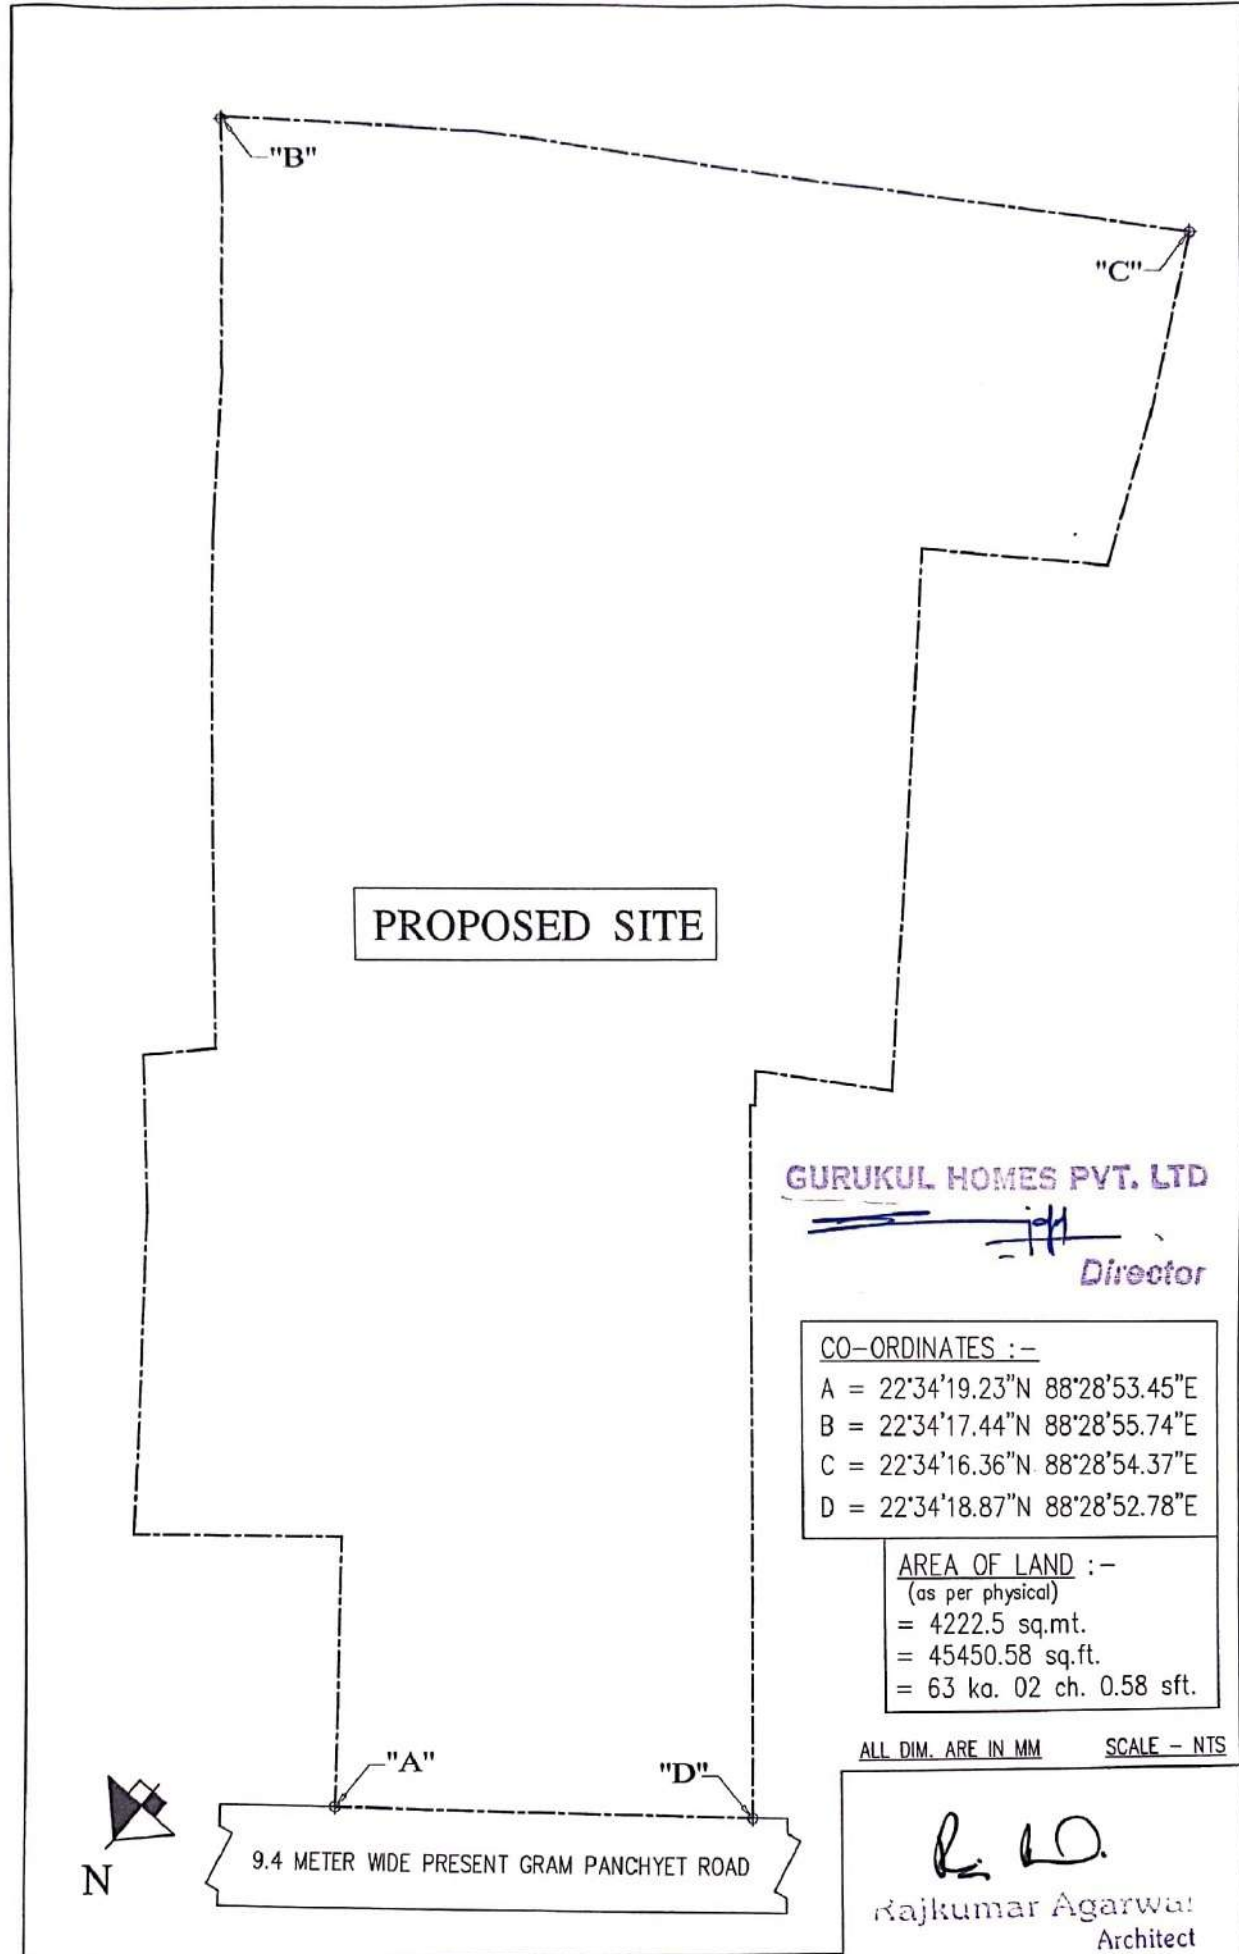 "B"
"C"
PROPOSED SITE
GURUKUL HOMES PVT. LTD
Director
CO-ORDINATES :-
A = 22°34'19.23"N 88°28'53.45"E
B = 22°34'17.44"N 88°28'55.74"E
C = 22°34'16.36"N 88°28'54.37"E
D = 22°34'18.87"N 88°28'52.78"E
AREA OF LAND :-
(as per physical)
= 4222.5 sq.mt.
= 45450.58 sq.ft.
= 63 ka. 02 ch. 0.58 sft.
ALL DIM. ARE IN MM SCALE - NTS
"A"
"D"
N
9.4 METER WIDE PRESENT GRAM PANCHYET ROAD
Rajkumar Agarwal
Architect